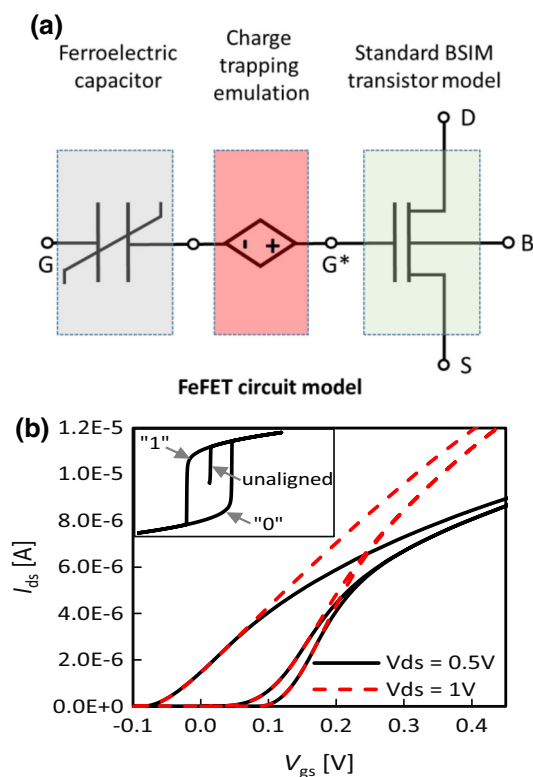 (a)
Ferroelectric
capacitor
Charge
trapping
emulation
Standard BSIM
transistor model
D
G
-
+
G*
B
S
FeFET circuit model
(b)
1.2E-5
1.0E-5
8.0E-6
6.0E-6
4.0E-6
2.0E-6
0.0E+0
Ids [A]
"1"
unaligned
"0"
Vds = 0.5V
Vds = 1V
-0.1 0.0 0.1 0.2 0.3 0.4
Vgs [V]